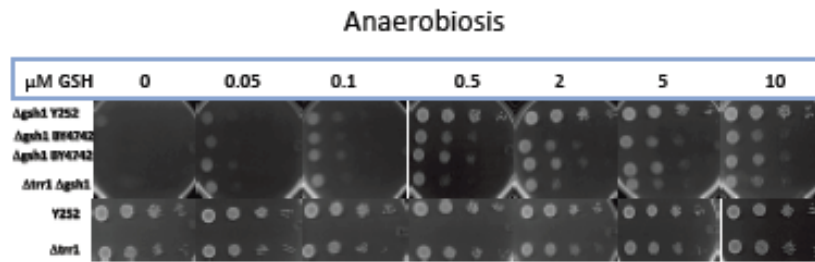 Anaerobiosis
μM GSH 0 0.05 0.1 0.5 2 5 10
Δgsh1 Y252
Δgsh1 BY4742
Δgsh1 BY4742
Δtrr1 Δgsh1
Y252
Δtrr1